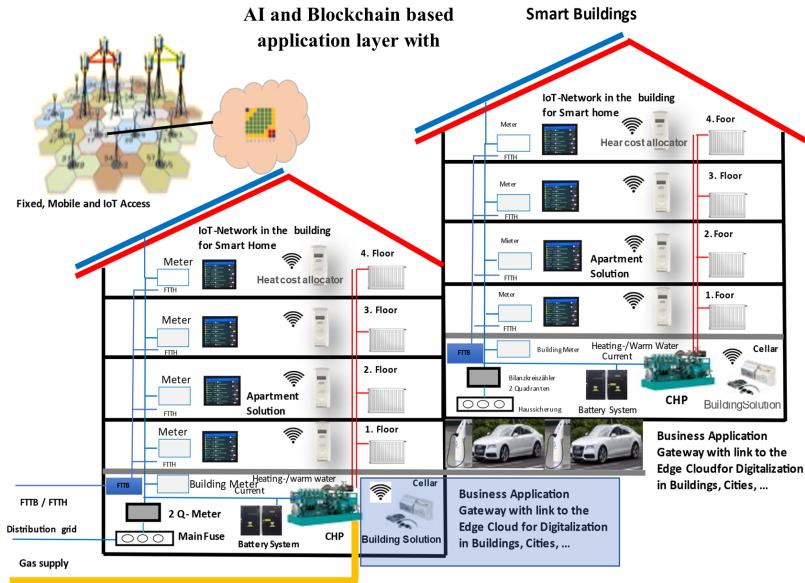 AI and Blockchain based
application layer with
Smart Buildings
Fixed, Mobile and IoT Access
IoT-Network in the building
for Smart home
Meter
Hear cost allocator
4. Foor
FTTH
Meter
3. Floor
FTTH
Mieter
Apartment
Solution
2. Foor
FTTH
Meter
1. Foor
FTTH
FTTB
Building Meter
Heating-/Warm Water
Current
Cellar
Bilanzkreiszähler
2 Quadranten
Haussicherung
Battery System
CHP
BuildingSolution
Business Application
Gateway with link to the
Edge Cloudfor Digitalization
in Buildings, Cities, ...
IoT-Network in the building
for Smart Home
Meter
Heat cost allocator
4. Floor
FTTH
Meter
3. Floor
FTTH
Meter
Apartment
Solution
2. Floor
FTTH
Meter
1. Floor
FTTH
FTTB
Building Meter
Heating-/warm water
Current
Cellar
FTTB / FTTH
2 Q- Meter
Distribution grid
Main Fuse
Battery System
CHP
Building Solution
Gas supply
Business Application
Gateway with link to the
Edge Cloud for Digitalization
in Buildings, Cities, ...